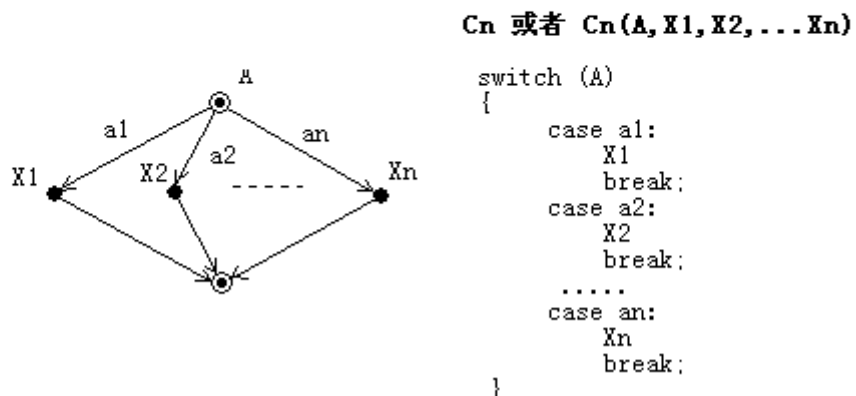 Cn 或者 Cn(A,X1,X2,...Xn)
A
a1
a2
an
X1
X2
-----
Xn
switch (A)
{
case a1:
X1
break;
case a2:
X2
break;
.....
case an:
Xn
break;
}